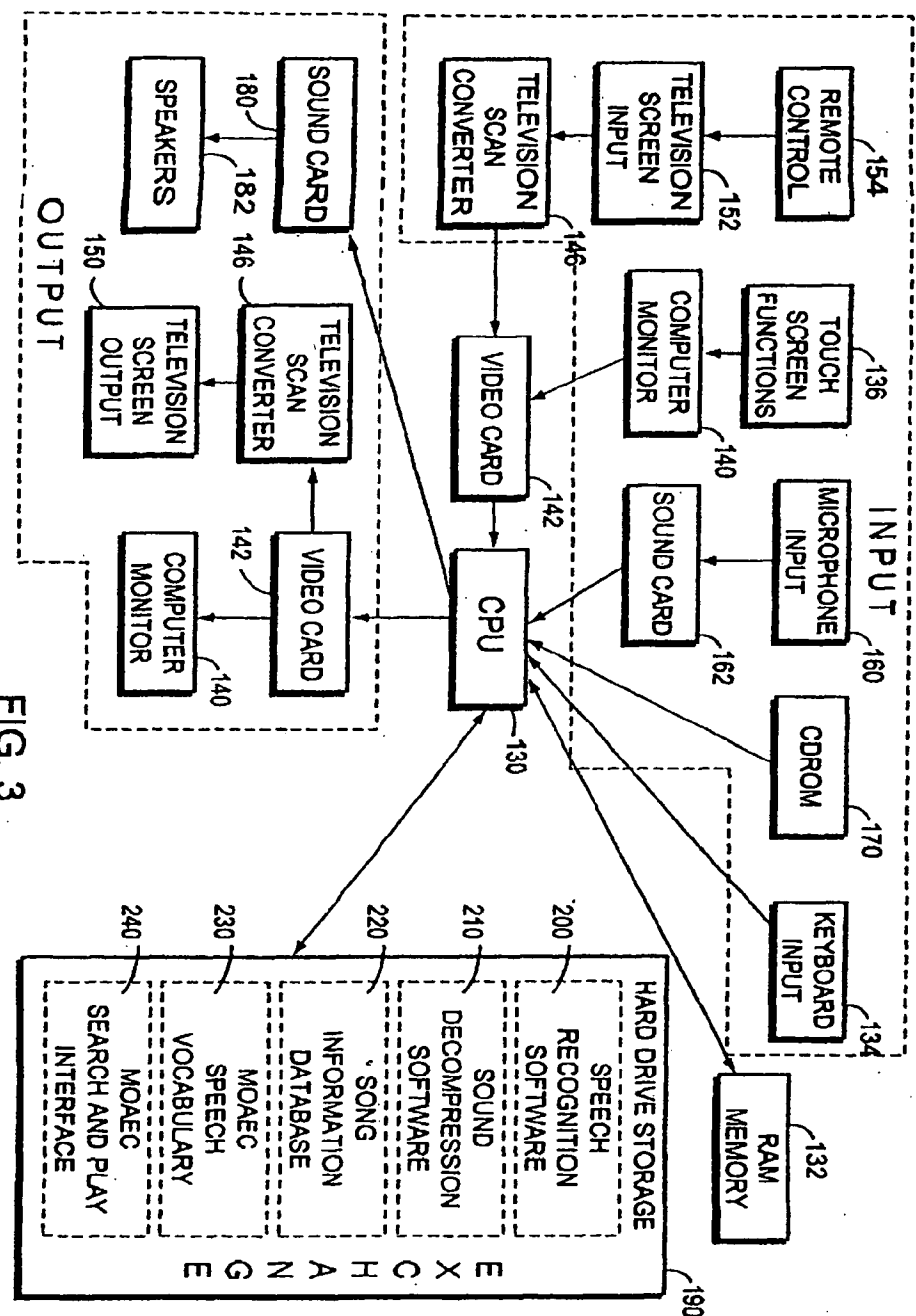 INPUT
REMOTE
CONTROL
154
TOUCH
SCREEN
FUNCTIONS
136
MICROPHONE
INPUT
160
CDROM
170
KEYBOARD
INPUT
134
TELEVISION
SCREEN
INPUT
152
COMPUTER
MONITOR
140
SOUND CARD
162
RAM
MEMORY
132
TELEVISION
SCAN
CONVERTER
146
VIDEO CARD
142
CPU
130
SOUND CARD
180
SPEAKERS
182
TELEVISION
SCAN
CONVERTER
146
TELEVISION
SCREEN
OUTPUT
150
VIDEO CARD
142
COMPUTER
MONITOR
140
OUTPUT
HARD DRIVE STORAGE
190
SPEECH
RECOGNITION
SOFTWARE
200
SOUND
DECOMPRESSION
SOFTWARE
210
SONG
INFORMATION
DATABASE
220
MOAEC
SPEECH
VOCABULARY
230
MOAEC
SEARCH AND PLAY
INTERFACE
240
EXCHANGE
FIG. 3